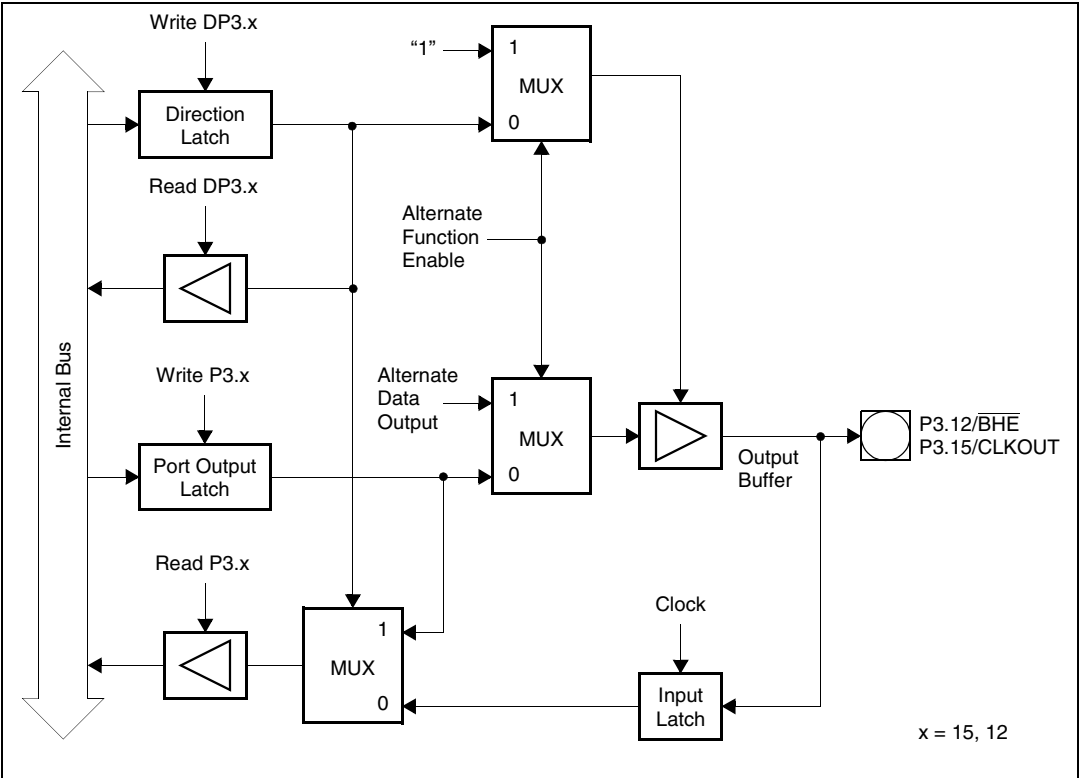 Write DP3.x
“1”
1
MUX
0
Direction
Latch
Read DP3.x
Alternate
Function
Enable
Internal Bus
Write P3.x
Alternate
Data
Output
1
MUX
0
P3.12/B̅H̅E̅
P3.15/CLKOUT
Output
Buffer
Port Output
Latch
Read P3.x
Clock
1
MUX
0
Input
Latch
x = 15, 12